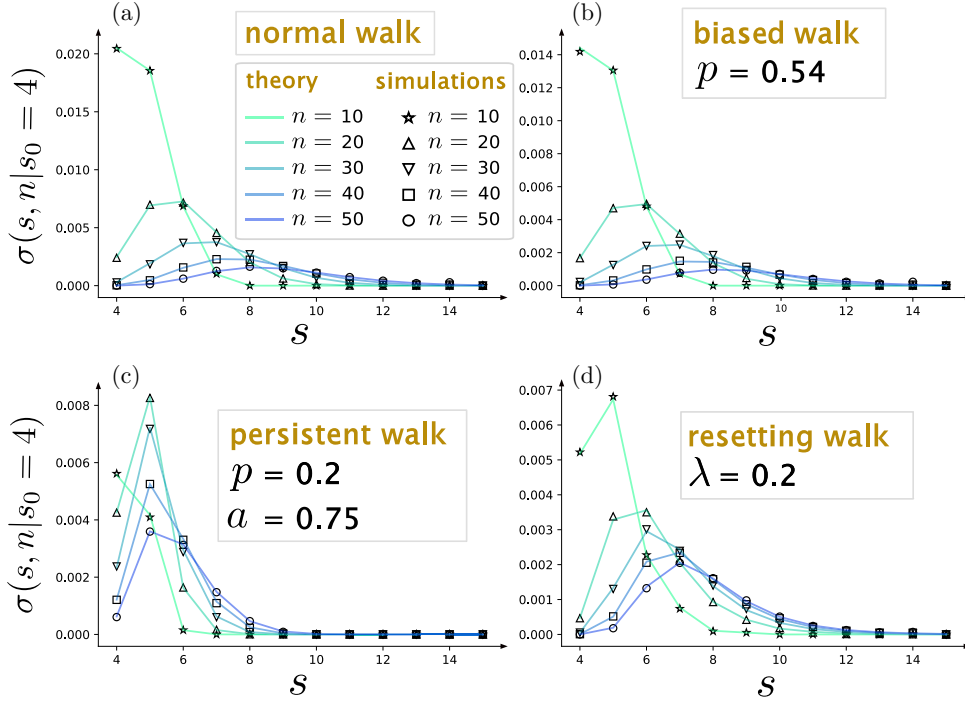 (a)
normal walk
theory
simulations
n = 10
n = 10
n = 20
n = 20
n = 30
n = 30
n = 40
n = 40
n = 50
n = 50
0.020
0.015
0.010
0.005
0.000
4
6
8
10
12
14
σ(s, n|s₀ = 4)
s
(b)
biased walk
p = 0.54
0.014
0.012
0.010
0.008
0.006
0.004
0.002
0.000
4
6
8
10
12
14
s
(c)
persistent walk
p = 0.2
a = 0.75
0.008
0.006
0.004
0.002
0.000
4
6
8
10
12
14
σ(s, n|s₀ = 4)
s
(d)
resetting walk
λ = 0.2
0.007
0.006
0.005
0.004
0.003
0.002
0.001
0.000
4
6
8
10
12
14
s